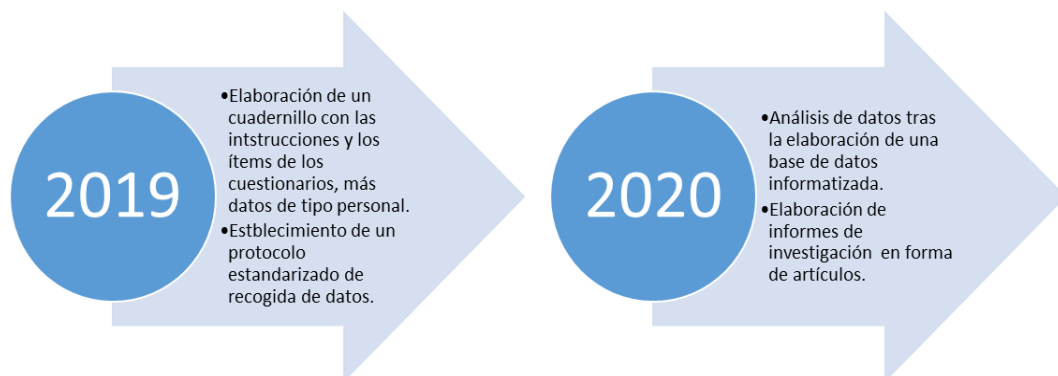 2019
•Elaboración de un
cuadernillo con las
intstrucciones y los
ítems de los
cuestionarios, más
datos de tipo personal.
•Estblecimiento de un
protocolo
estandarizado de
recogida de datos.
2020
•Análisis de datos tras
la elaboración de una
base de datos
informatizada.
•Elaboración de
informes de
investigación en forma
de artículos.